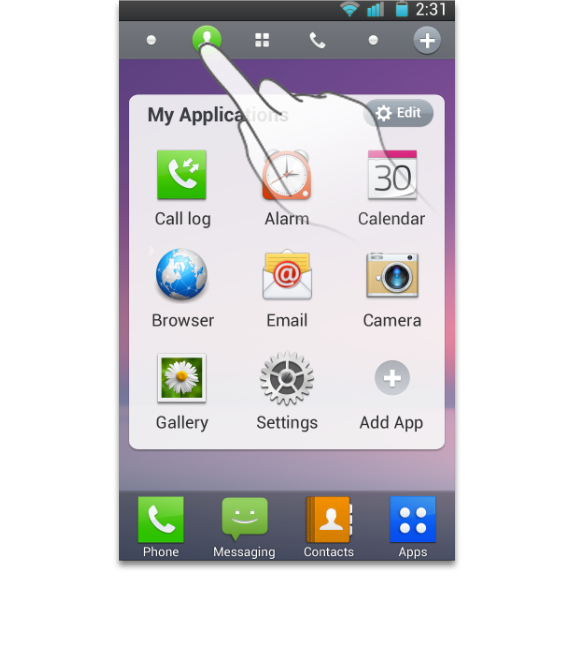 2:31
My Applications
Edit
Call log
Alarm
30
Calendar
Browser
@
Email
Camera
Gallery
Settings
Add App
Phone
Messaging
Contacts
Apps